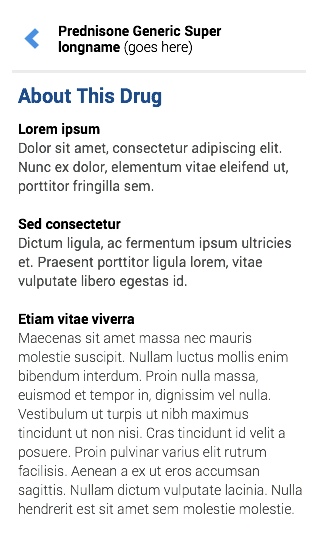 Prednisone Generic Super
longname (goes here)
About This Drug
Lorem ipsum
Dolor sit amet, consectetur adipiscing elit.
Nunc ex dolor, elementum vitae eleifend ut,
porttitor fringilla sem.
Sed consectetur
Dictum ligula, ac fermentum ipsum ultricies
et. Praesent porttitor ligula lorem, vitae
vulputate libero egestas id.
Etiam vitae viverra
Maecenas sit amet massa nec mauris
molestie suscipit. Nullam luctus mollis enim
bibendum interdum. Proin nulla massa,
euismod et tempor in, dignissim vel nulla.
Vestibulum ut turpis ut nibh maximus
tincidunt ut non nisi. Cras tincidunt id velit a
posuere. Proin pulvinar varius elit rutrum
facilisis. Aenean a ex ut eros accumsan
sagittis. Nullam dictum vulputate lacinia. Nulla
hendrerit est sit amet sem molestie molestie.